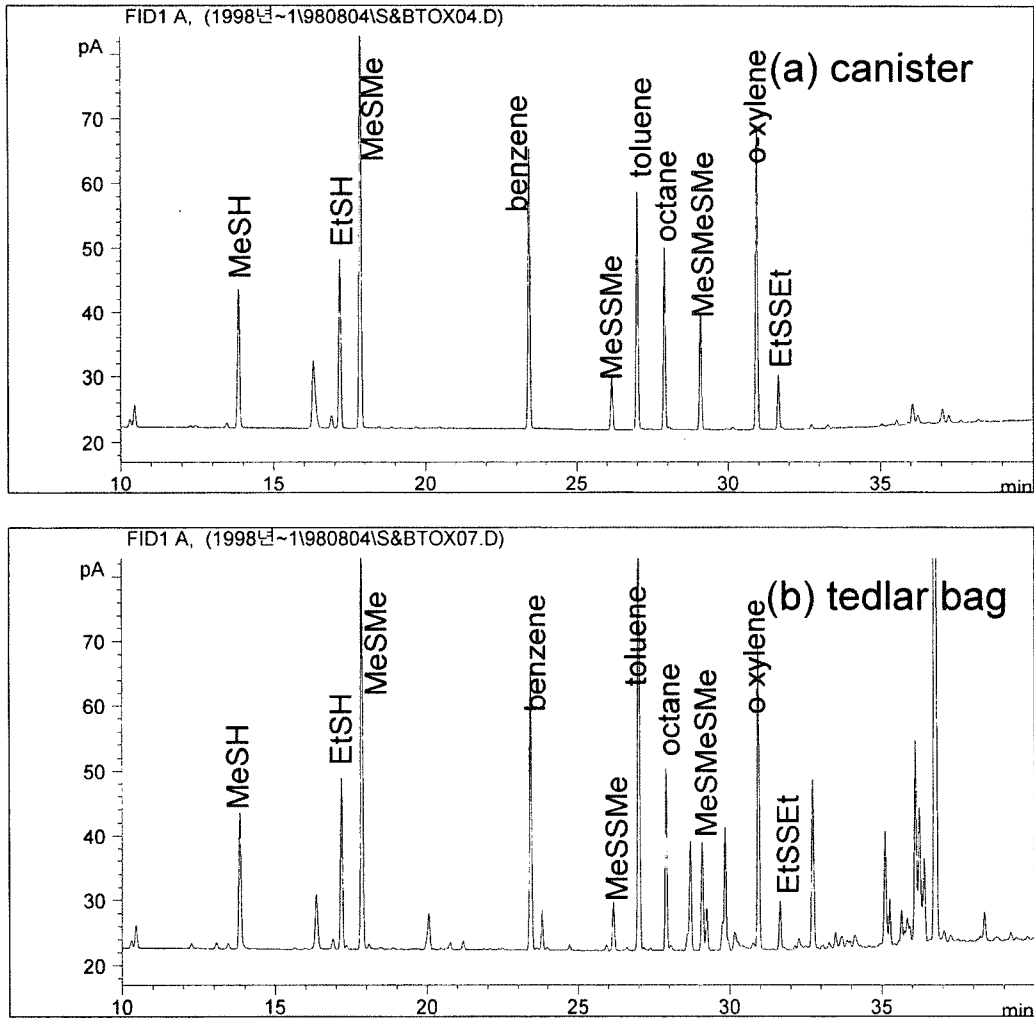 FID1 A, (1998년~1\980804\S&BTOX04.D)
pA
(a) canister
MeSH
EtSH
MeSMe
benzene
MeSSMe
toluene
octane
MeSMeSMe
o-xylene
EtSSEt
70
60
50
40
30
20
10 15 20 25 30 35 min
FID1 A, (1998년~1\980804\S&BTOX07.D)
pA
(b) tedlar bag
MeSH
EtSH
MeSMe
benzene
MeSSMe
toluene
octane
MeSMeSMe
o-xylene
EtSSEt
70
60
50
40
30
20
10 15 20 25 30 35 min